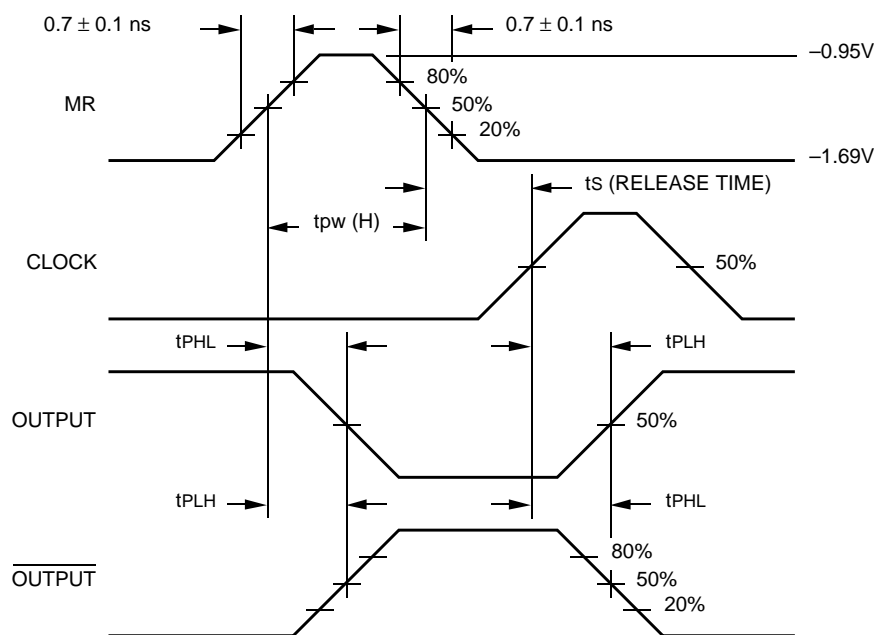 0.7 ± 0.1 ns
0.7 ± 0.1 ns
–0.95V
80%
MR
50%
20%
–1.69V
tS (RELEASE TIME)
tpw (H)
CLOCK
50%
tPHL
tPLH
OUTPUT
50%
tPLH
tPHL
80%
OUTPUT
50%
20%